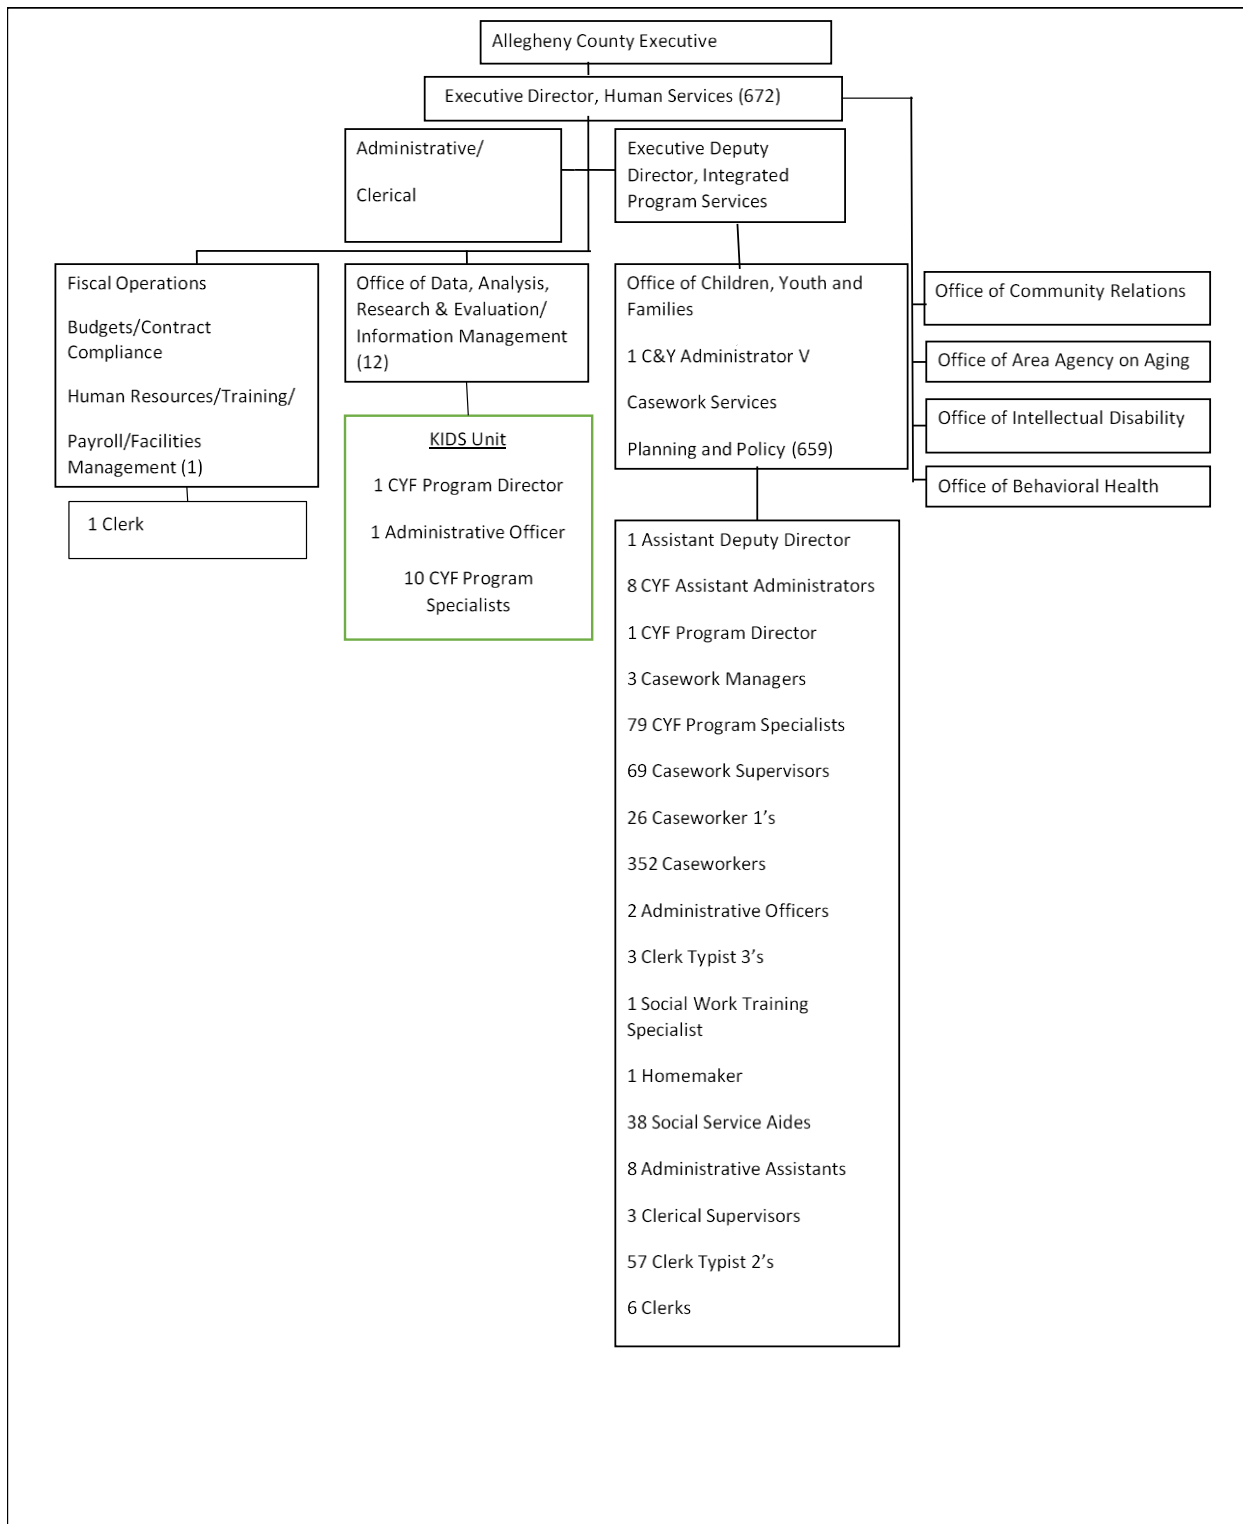 Allegheny County Executive
Executive Director, Human Services (672)
Administrative/
Clerical
Executive Deputy
Director, Integrated
Program Services
Fiscal Operations
Budgets/Contract
Compliance
Human Resources/Training/
Payroll/Facilities
Management (1)
1 Clerk
Office of Data, Analysis,
Research & Evaluation/
Information Management
(12)
KIDS Unit
1 CYF Program Director
1 Administrative Officer
10 CYF Program
Specialists
Office of Children, Youth and
Families
1 C&Y Administrator V
Casework Services
Planning and Policy (659)
1 Assistant Deputy Director
8 CYF Assistant Administrators
1 CYF Program Director
3 Casework Managers
79 CYF Program Specialists
69 Casework Supervisors
26 Caseworker 1’s
352 Caseworkers
2 Administrative Officers
3 Clerk Typist 3’s
1 Social Work Training
Specialist
1 Homemaker
38 Social Service Aides
8 Administrative Assistants
3 Clerical Supervisors
57 Clerk Typist 2’s
6 Clerks
Office of Community Relations
Office of Area Agency on Aging
Office of Intellectual Disability
Office of Behavioral Health